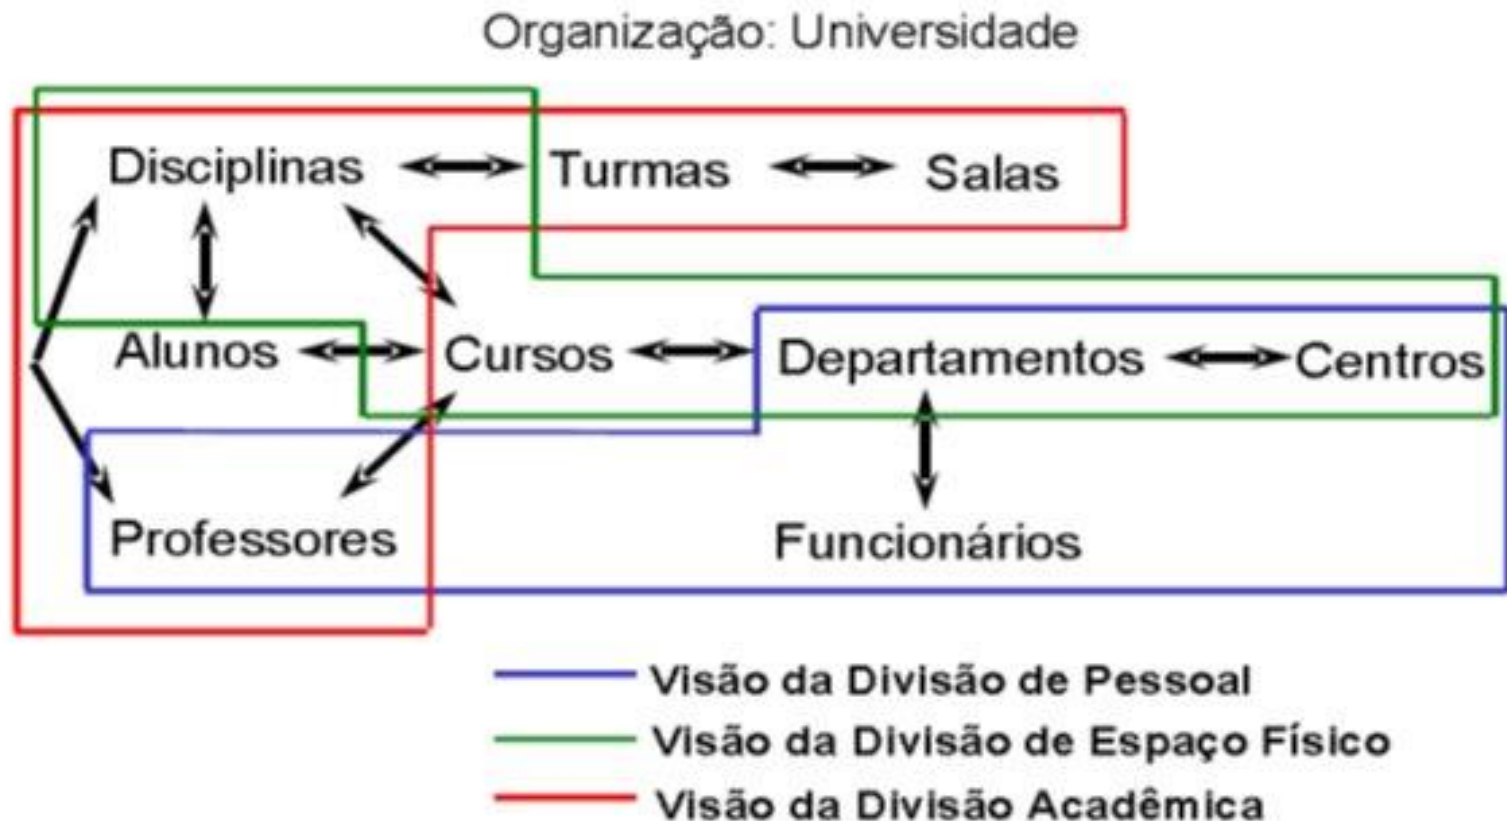 Organização: Universidade
Disciplinas Turmas Salas
Alunos Cursos Departamentos Centros
Professores Funcionários
Visão da Divisão de Pessoal
Visão da Divisão de Espaço Físico
Visão da Divisão Acadêmica